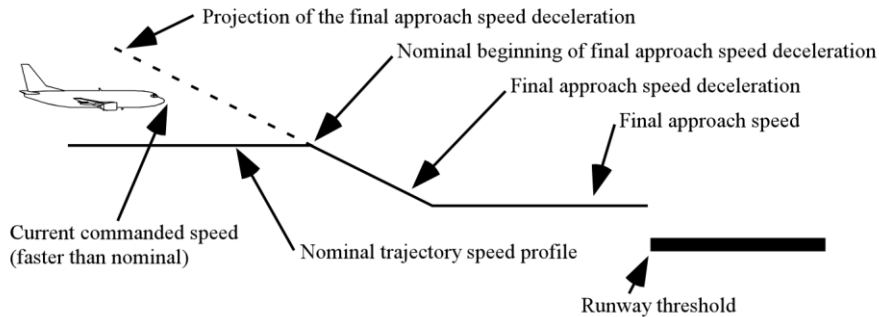 Projection of the final approach speed deceleration
Nominal beginning of final approach speed deceleration
Final approach speed deceleration
Final approach speed
Current commanded speed
(faster than nominal)
Nominal trajectory speed profile
Runway threshold